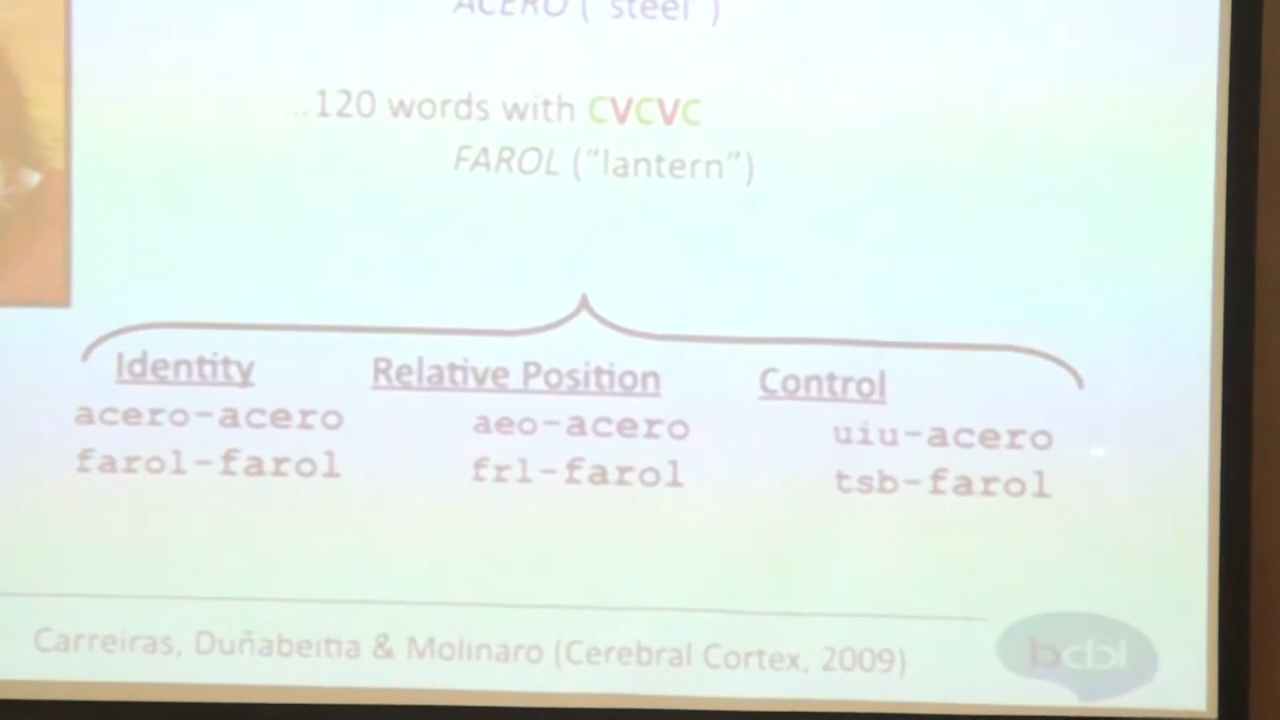 ACERO ("steel")
...120 words with CVCVC
FAROL ("lantern")
Identity Relative Position Control
acero-acero aeo-acero uiu-acero
farol-farol frl-farol tsb-farol
Carreiras, Duñabeitia & Molinaro (Cerebral Cortex, 2009)
bcbl